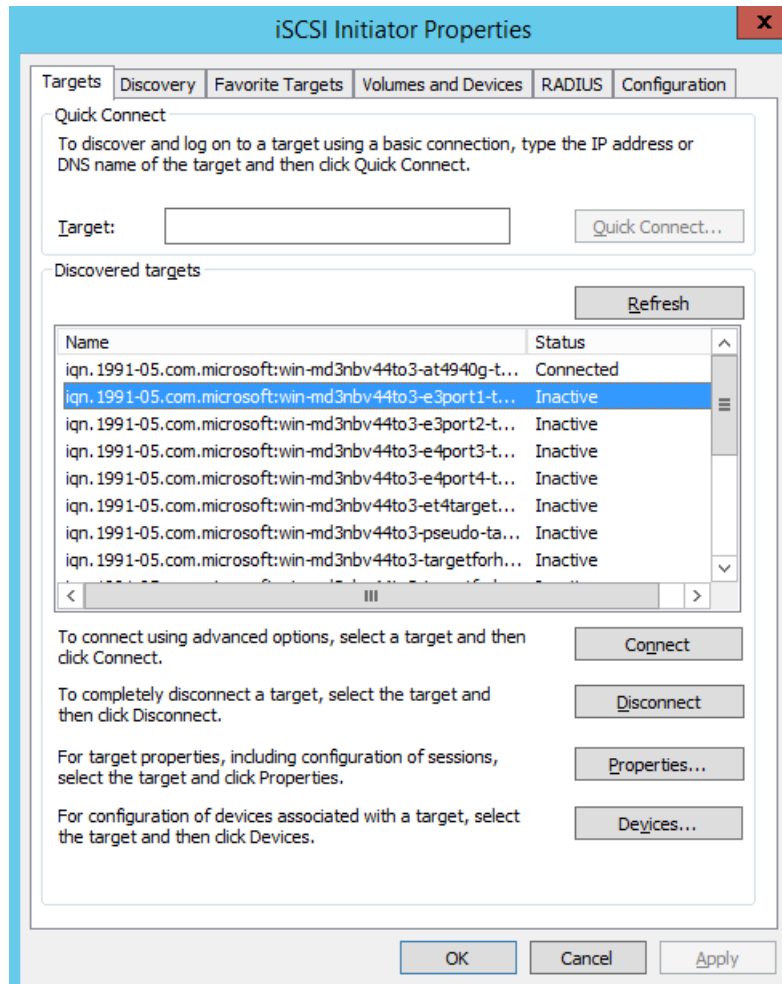 iSCSI Initiator Properties
x
Targets Discovery Favorite Targets Volumes and Devices RADIUS Configuration
Quick Connect
To discover and log on to a target using a basic connection, type the IP address or
DNS name of the target and then click Quick Connect.
Target:
Quick Connect...
Discovered targets
Refresh
Name Status
iqn.1991-05.com.microsoft:win-md3nbv44to3-at4940g-t... Connected
iqn.1991-05.com.microsoft:win-md3nbv44to3-e3port1-t... Inactive
iqn.1991-05.com.microsoft:win-md3nbv44to3-e3port2-t... Inactive
iqn.1991-05.com.microsoft:win-md3nbv44to3-e4port3-t... Inactive
iqn.1991-05.com.microsoft:win-md3nbv44to3-e4port4-t... Inactive
iqn.1991-05.com.microsoft:win-md3nbv44to3-et4target... Inactive
iqn.1991-05.com.microsoft:win-md3nbv44to3-pseudo-ta... Inactive
iqn.1991-05.com.microsoft:win-md3nbv44to3-targetforh... Inactive
To connect using advanced options, select a target and then
click Connect.
Connect
To completely disconnect a target, select the target and
then click Disconnect.
Disconnect
For target properties, including configuration of sessions,
select the target and click Properties.
Properties...
For configuration of devices associated with a target, select
the target and then click Devices.
Devices...
OK Cancel Apply